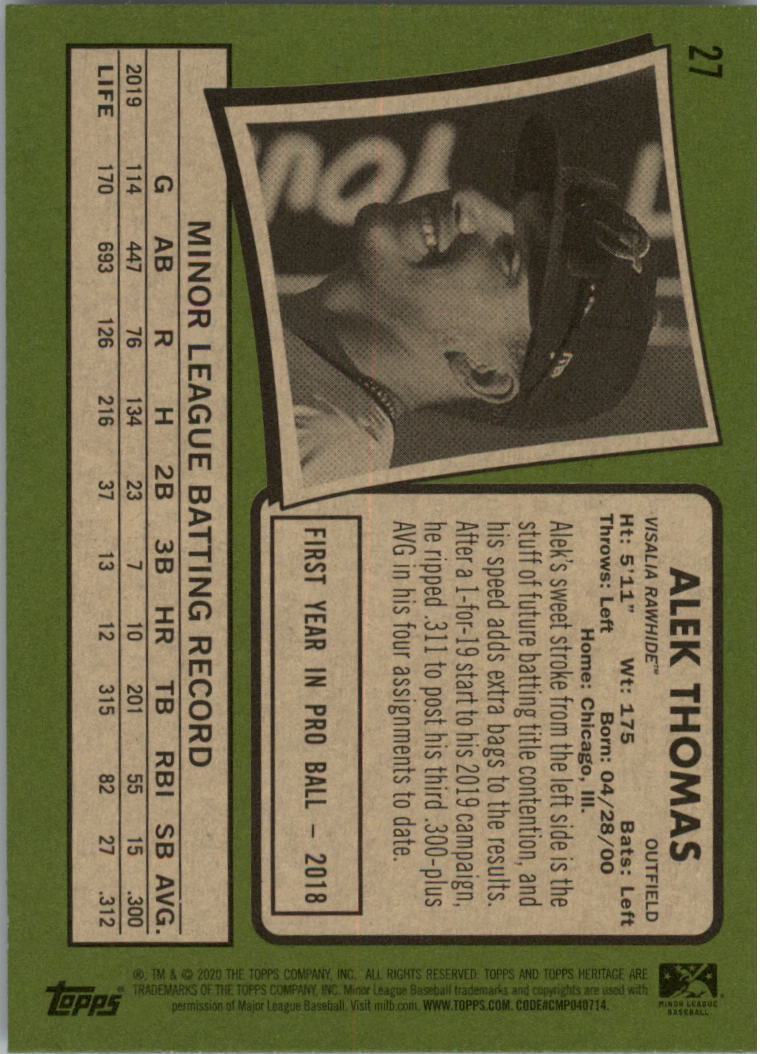 27
ALEK THOMAS
VISALIA RAWHIDE™ OUTFIELD
Ht: 5'11" Wt: 175 Bats: Left
Throws: Left Born: 04/28/00
Home: Chicago, Ill.
Alek's sweet stroke from the left side is the
stuff of future batting title contention, and
his speed adds extra bags to the results.
After a 1-for-19 start to his 2019 campaign,
he ripped .311 to post his third .300-plus
AVG in his four assignments to date.
FIRST YEAR IN PRO BALL – 2018
MINOR LEAGUE BATTING RECORD
G AB R H 2B 3B HR TB RBI SB AVG.
2019 114 447 76 134 23 7 10 201 55 15 .300
LIFE 170 693 126 216 37 13 12 315 82 27 .312
topps®
®, TM & © 2020 THE TOPPS COMPANY, INC. ALL RIGHTS RESERVED. TOPPS AND TOPPS HERITAGE ARE
TRADEMARKS OF THE TOPPS COMPANY, INC. Minor League Baseball trademarks and copyrights are used with
permission of Major League Baseball. Visit milb.com. WWW.TOPPS.COM. CODE#CMP040714.
MINOR LEAGUE
BASEBALL®